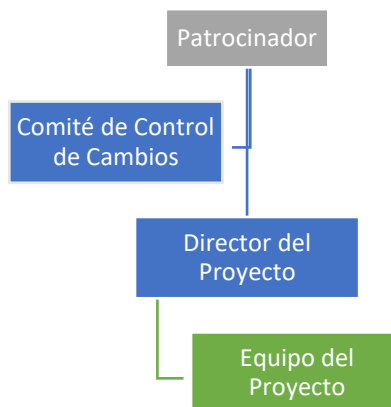 Patrocinador
Comité de Control
de Cambios
Director del
Proyecto
Equipo del
Proyecto